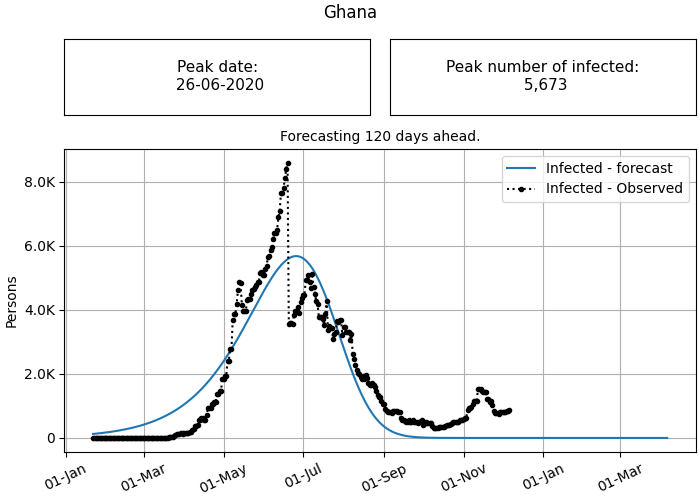 Ghana
Peak date:
26-06-2020
Peak number of infected:
5,673
Forecasting 120 days ahead.
Infected - forecast
Infected - Observed
8.0K
6.0K
4.0K
2.0K
0
Persons
01-Jan
01-Mar
01-May
01-Jul
01-Sep
01-Nov
01-Jan
01-Mar